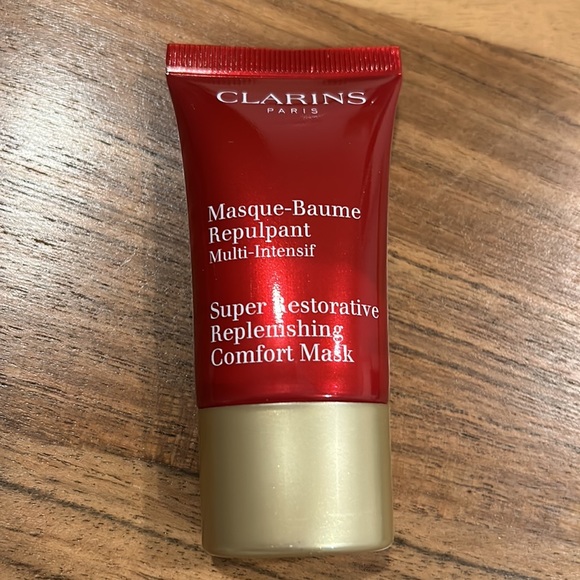 CLARINS
PARIS
Masque-Baume
Repulpant
Multi-Intensif
Super Restorative
Replenishing
Comfort Mask